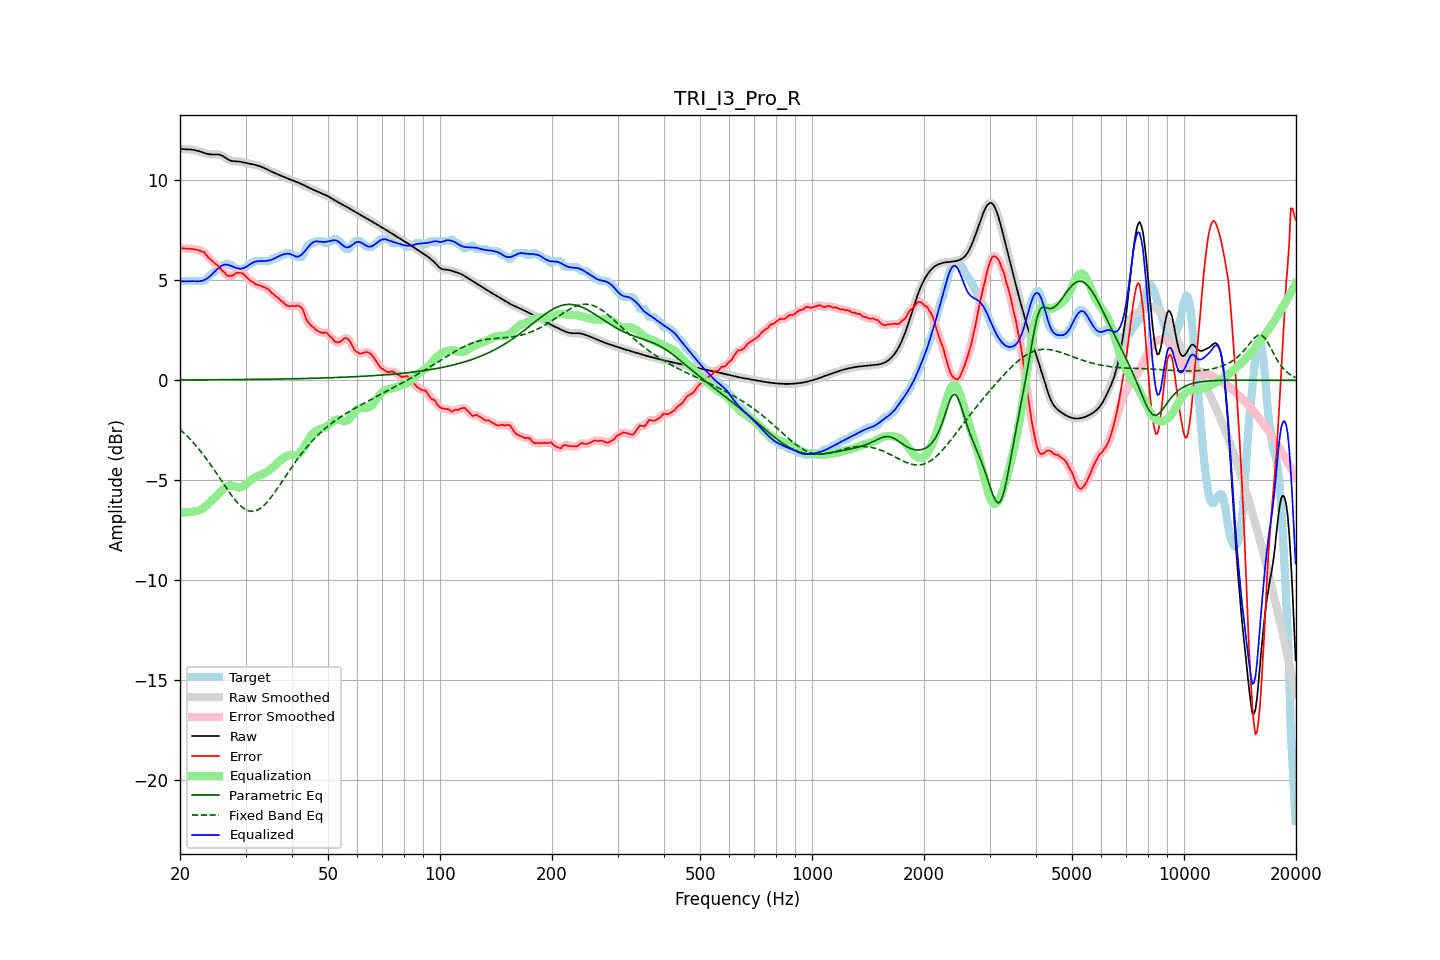 TRI_I3_Pro_R
Amplitude (dBr)
10
5
0
−5
−10
−15
−20
Target
Raw Smoothed
Error Smoothed
Raw
Error
Equalization
Parametric Eq
Fixed Band Eq
Equalized
20 50 100 200 500 1000 2000 5000 10000 20000
Frequency (Hz)